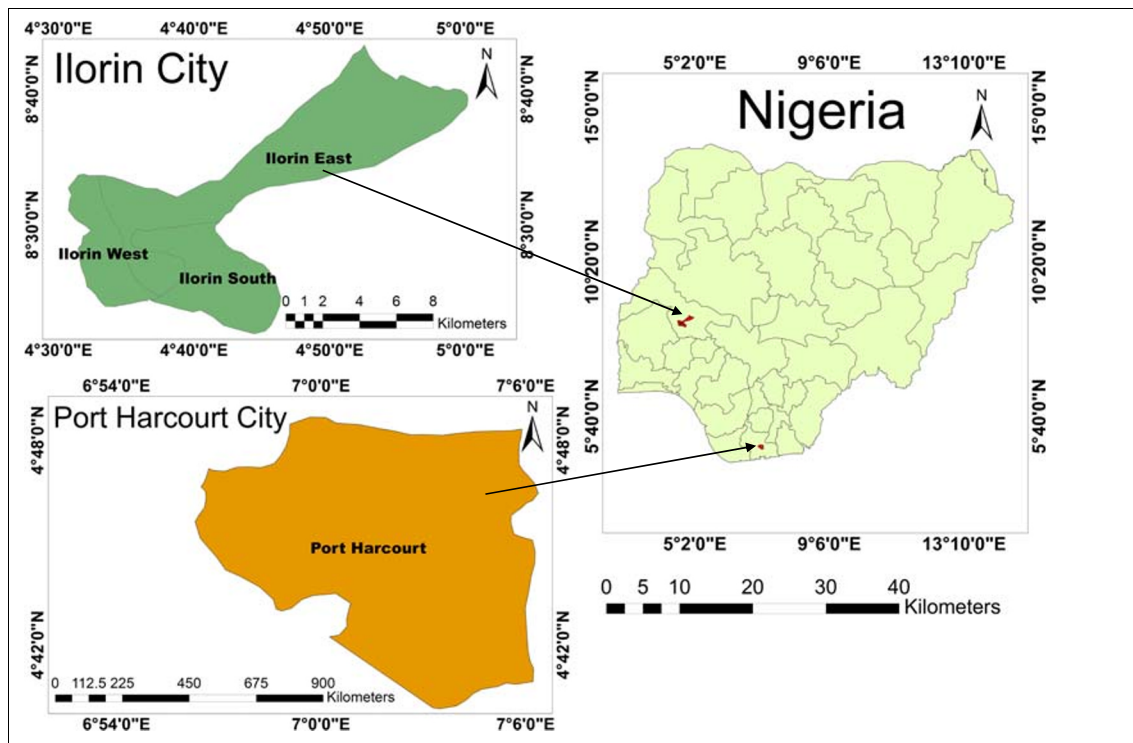 4°30'0"E 4°40'0"E 4°50'0"E 5°0'0"E
Ilorin City
N
8°40'0"N
8°40'0"N
Ilorin East
8°30'0"N
8°30'0"N
Ilorin West
Ilorin South
0 1 2 4 6 8
Kilometers
4°30'0"E 4°40'0"E 4°50'0"E 5°0'0"E
6°54'0"E 7°0'0"E 7°6'0"E
Port Harcourt City
N
4°48'0"N
4°48'0"N
Port Harcourt
4°42'0"N
4°42'0"N
0 112.5 225 450 675 900
Kilometers
6°54'0"E 7°0'0"E 7°6'0"E
5°2'0"E 9°6'0"E 13°10'0"E
Nigeria
N
15°0'0"N
15°0'0"N
10°20'0"N
10°20'0"N
5°40'0"N
5°40'0"N
5°2'0"E 9°6'0"E 13°10'0"E
0 5 10 20 30 40
Kilometers